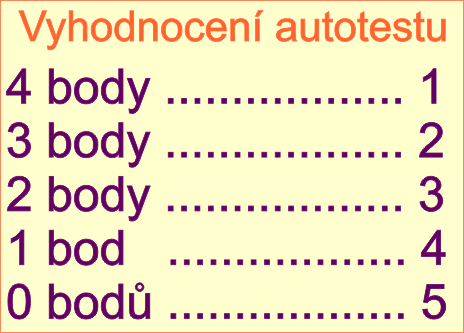 Vyhodnocení autotestu
4 body .................. 1
3 body .................. 2
2 body .................. 3
1 bod .................. 4
0 bodů .................. 5